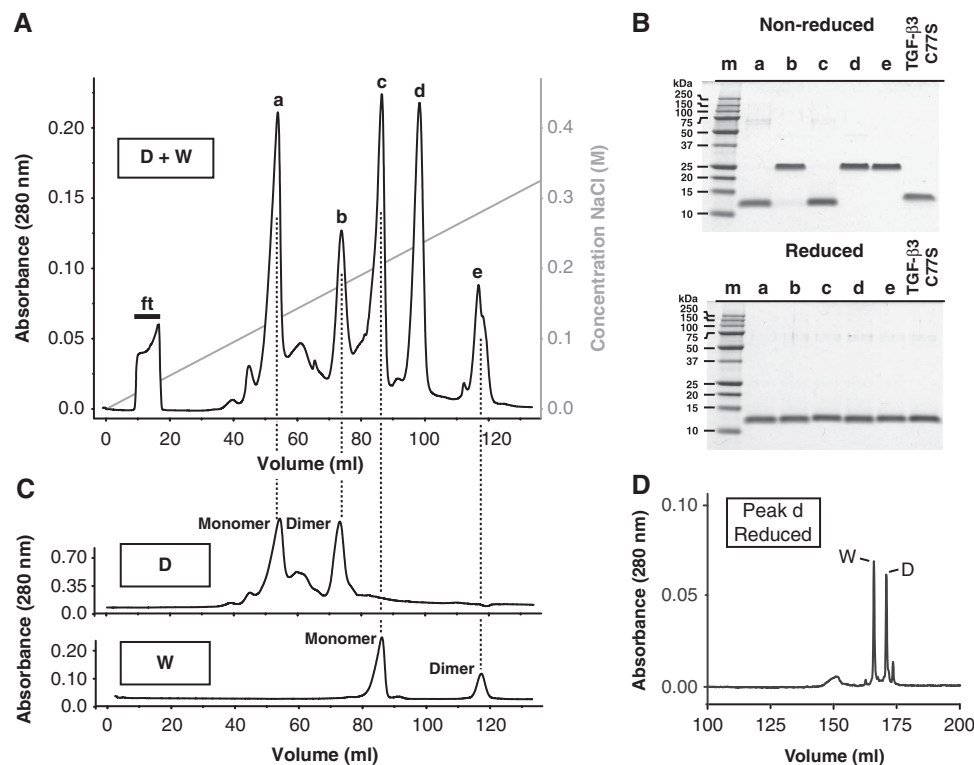 A
Absorbance (280 nm)
0.20
0.15
0.10
0.05
0.0
D + W
ft
a
b
c
d
e
0.4
0.3
0.2
0.1
0.0
Concentration NaCl (M)
0 20 40 60 80 100 120
Volume (ml)
B
Non-reduced
m a b c d e TGF-β3 C77S
kDa
250
150
100
75
50
37
25
20
15
10
Reduced
m a b c d e TGF-β3 C77S
kDa
250
150
100
75
50
37
25
20
15
10
C
Absorbance (280 nm)
0.70
0.35
0.0
D
Monomer Dimer
0.20
0.10
0.0
W
Monomer
Dimer
0 20 40 60 80 100 120
Volume (ml)
D
Absorbance (280 nm)
0.10
0.05
0.00
Peak d
Reduced
W
D
100 150 175 200
Volume (ml)